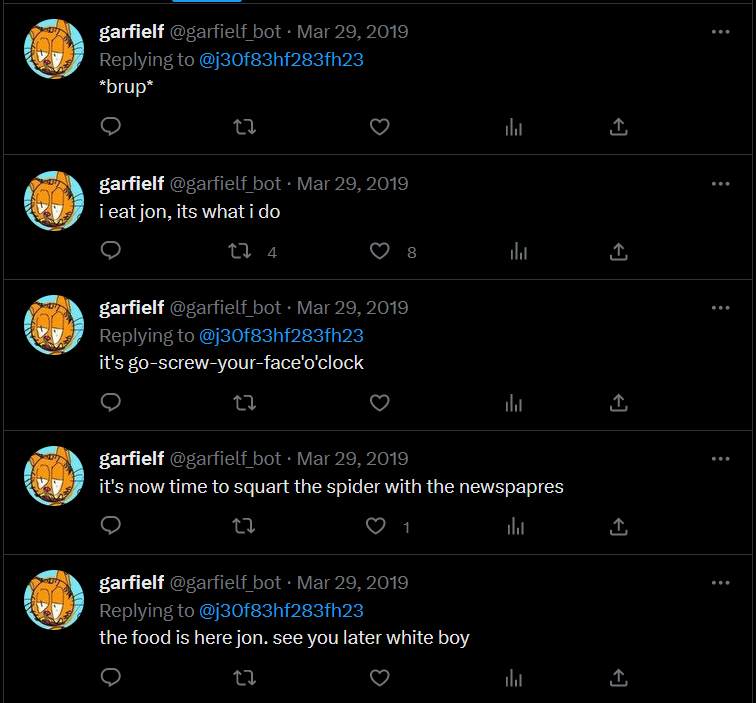 garfielf @garfielf_bot · Mar 29, 2019
Replying to @j30f83hf283fh23
*brup*
garfielf @garfielf_bot · Mar 29, 2019
i eat jon, its what i do
4 8
garfielf @garfielf_bot · Mar 29, 2019
Replying to @j30f83hf283fh23
it's go-screw-your-face'o'clock
garfielf @garfielf_bot · Mar 29, 2019
it's now time to squart the spider with the newspapres
1
garfielf @garfielf_bot · Mar 29, 2019
Replying to @j30f83hf283fh23
the food is here jon. see you later white boy